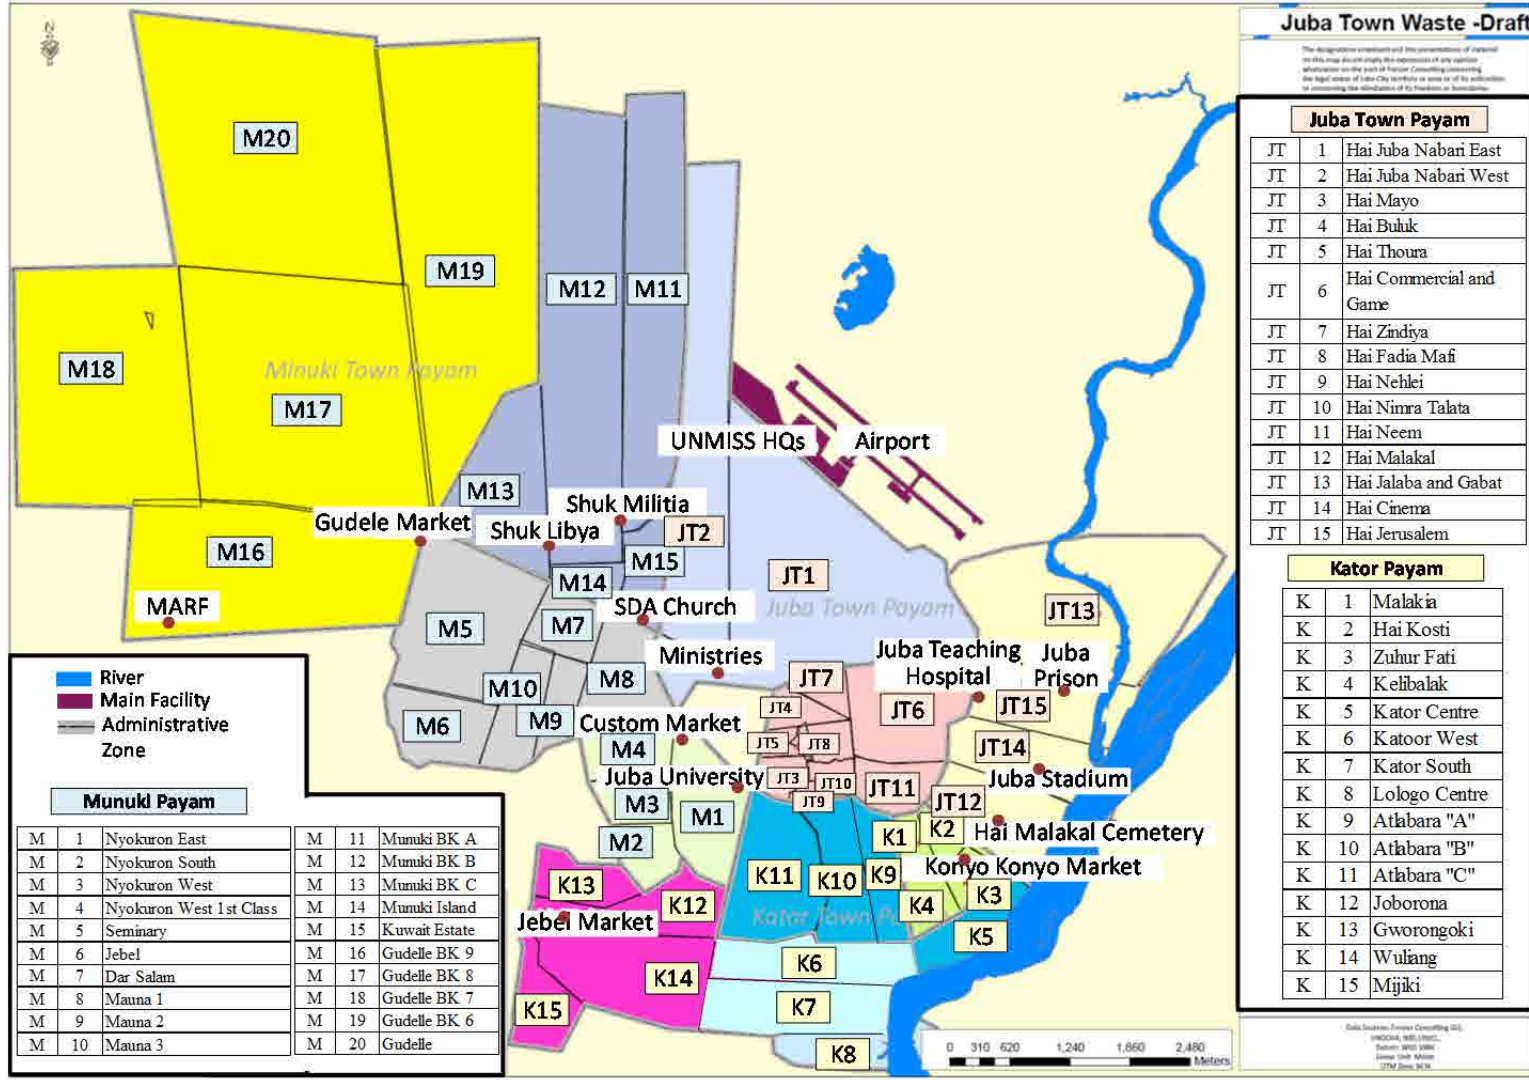 Juba Town Waste -Draft
M20
M19
M12
M11
M18
Minuki Town Payam
M17
UNMISS HQs
Airport
M13
Shuk Militia
Gudele Market
Shuk Libya
JT2
M16
M15
M14
JT1
MARF
SDA Church
Juba Town Payam
JT13
M5
M7
Ministries
Juba Teaching
Hospital
Juba
Prison
M8
JT7
M10
JT4
JT6
JT15
M6
M9
Custom Market
M4
JT5
JT8
JT14
Juba University
JT3
JT10
JT11
Juba Stadium
M3
M1
JT9
JT12
M2
K1
K2
Hai Malakal Cemetery
Konyo Konyo Market
K13
K11
K10
K9
K12
K4
K3
Jebel Market
Kator Town
K5
K14
K6
K15
K7
K8
0 310 620 1,240 1,860 2,480
Meters
River
Main Facility
Administrative
Zone
Munuki Payam
M 1 Nyokuron East
M 2 Nyokuron South
M 3 Nyokuron West
M 4 Nyokuron West 1st Class
M 5 Seminary
M 6 Jebel
M 7 Dar Salam
M 8 Mauna 1
M 9 Mauna 2
M 10 Mauna 3
M 11 Munuki BK A
M 12 Munuki BK B
M 13 Munuki BK C
M 14 Munuki Island
M 15 Kuwait Estate
M 16 Gudelle BK 9
M 17 Gudelle BK 8
M 18 Gudelle BK 7
M 19 Gudelle BK 6
M 20 Gudelle
Juba Town Payam
JT 1 Hai Juba Nabari East
JT 2 Hai Juba Nabari West
JT 3 Hai Mayo
JT 4 Hai Buluk
JT 5 Hai Thoura
JT 6 Hai Commercial and
Game
JT 7 Hai Zindiya
JT 8 Hai Fadia Mafi
JT 9 Hai Nehlei
JT 10 Hai Nimra Talata
JT 11 Hai Neem
JT 12 Hai Malakal
JT 13 Hai Jalaba and Gabat
JT 14 Hai Cinema
JT 15 Hai Jerusalem
Kator Payam
K 1 Malakia
K 2 Hai Kosti
K 3 Zuhur Fati
K 4 Kelibalak
K 5 Kator Centre
K 6 Katoor West
K 7 Kator South
K 8 Lologo Centre
K 9 Atlabara "A"
K 10 Atlabara "B"
K 11 Atlabara "C"
K 12 Joborona
K 13 Gworongoki
K 14 Wuliang
K 15 Mijiki